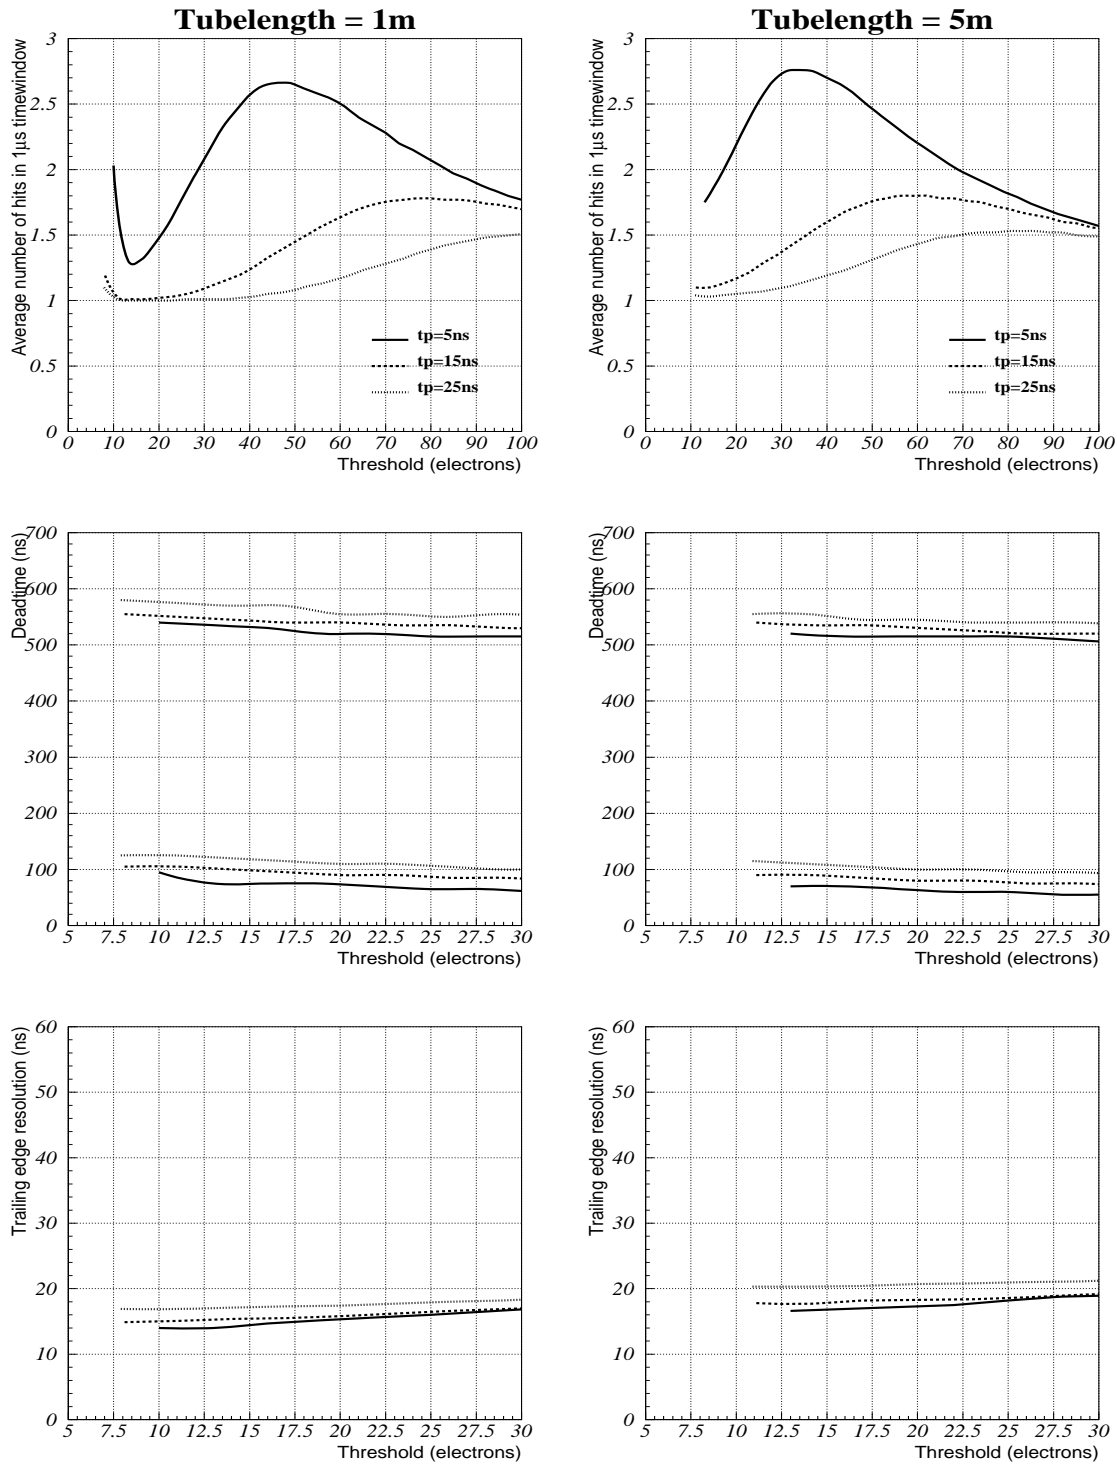 Tubelength = 1m
Average number of hits in 1μs timewindow
3
2.5
2
1.5
1
0.5
0
tp=5ns
tp=15ns
tp=25ns
0 10 20 30 40 50 60 70 80 90 100
Threshold (electrons)
Tubelength = 5m
Average number of hits in 1μs timewindow
3
2.5
2
1.5
1
0.5
0
tp=5ns
tp=15ns
tp=25ns
0 10 20 30 40 50 60 70 80 90 100
Threshold (electrons)
Deadtime (ns)
700
600
500
400
300
200
100
0
5 7.5 10 12.5 15 17.5 20 22.5 25 27.5 30
Threshold (electrons)
Deadtime (ns)
700
600
500
400
300
200
100
0
5 7.5 10 12.5 15 17.5 20 22.5 25 27.5 30
Threshold (electrons)
Trailing edge resolution (ns)
60
50
40
30
20
10
0
5 7.5 10 12.5 15 17.5 20 22.5 25 27.5 30
Threshold (electrons)
Trailing edge resolution (ns)
60
50
40
30
20
10
0
5 7.5 10 12.5 15 17.5 20 22.5 25 27.5 30
Threshold (electrons)